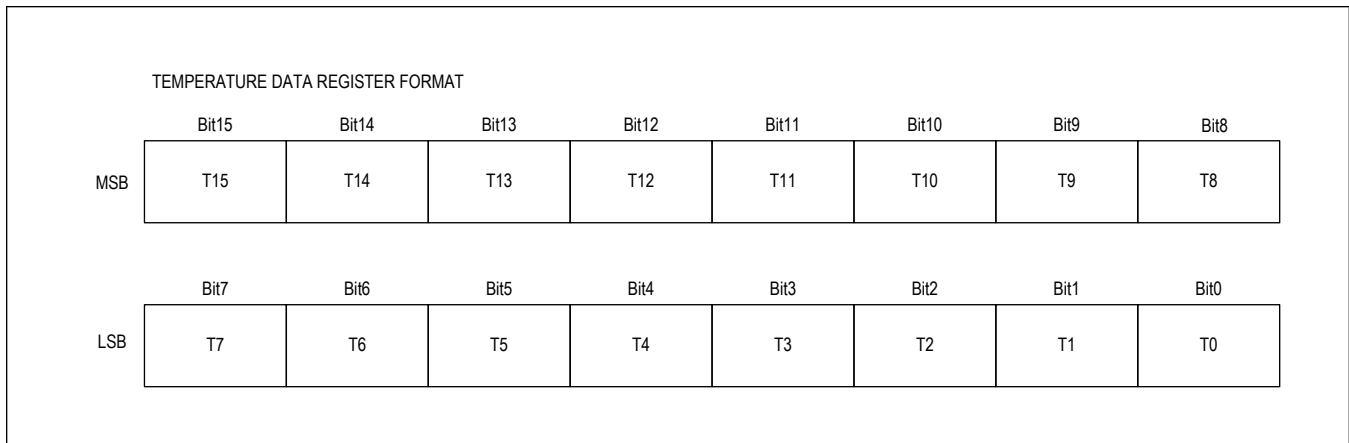 TEMPERATURE DATA REGISTER FORMAT
Bit15 Bit14 Bit13 Bit12 Bit11 Bit10 Bit9 Bit8
MSB T15 T14 T13 T12 T11 T10 T9 T8
Bit7 Bit6 Bit5 Bit4 Bit3 Bit2 Bit1 Bit0
LSB T7 T6 T5 T4 T3 T2 T1 T0